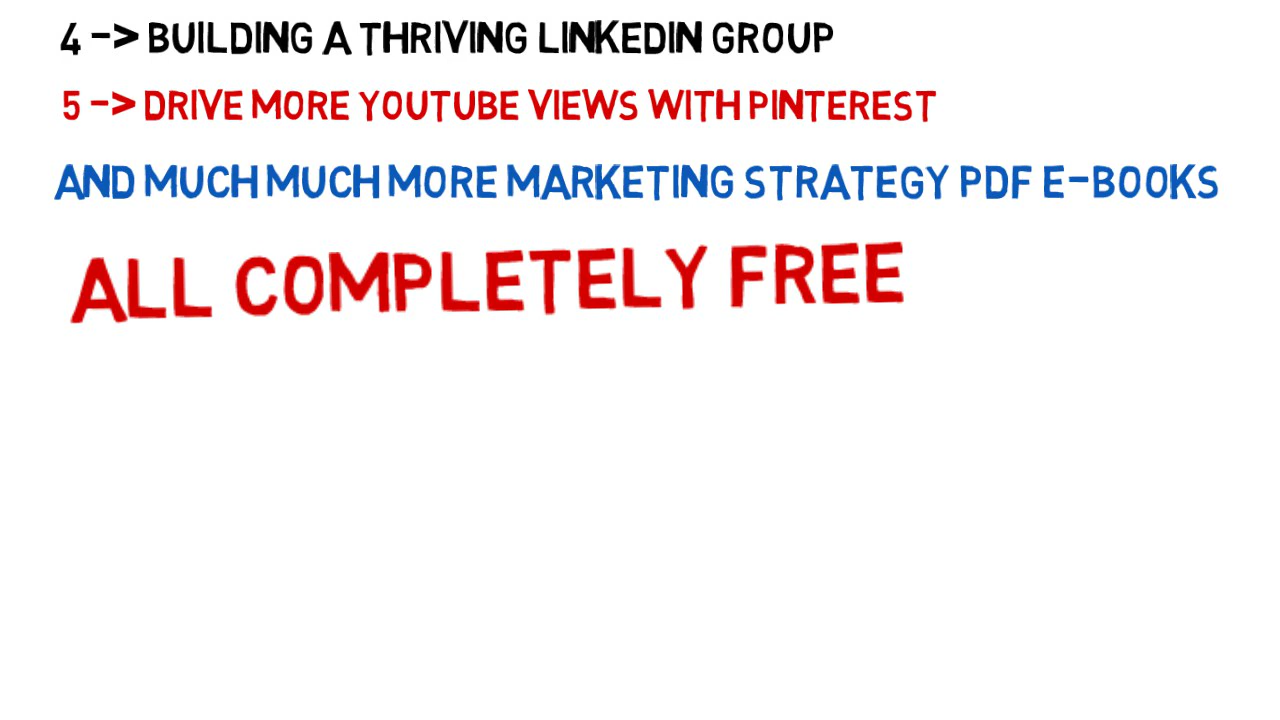 4 -> BUILDING A THRIVING LINKEDIN GROUP
5 -> DRIVE MORE YOUTUBE VIEWS WITH PINTEREST
AND MUCH MUCH MORE MARKETING STRATEGY PDF E-BOOKS
ALL COMPLETELY FREE